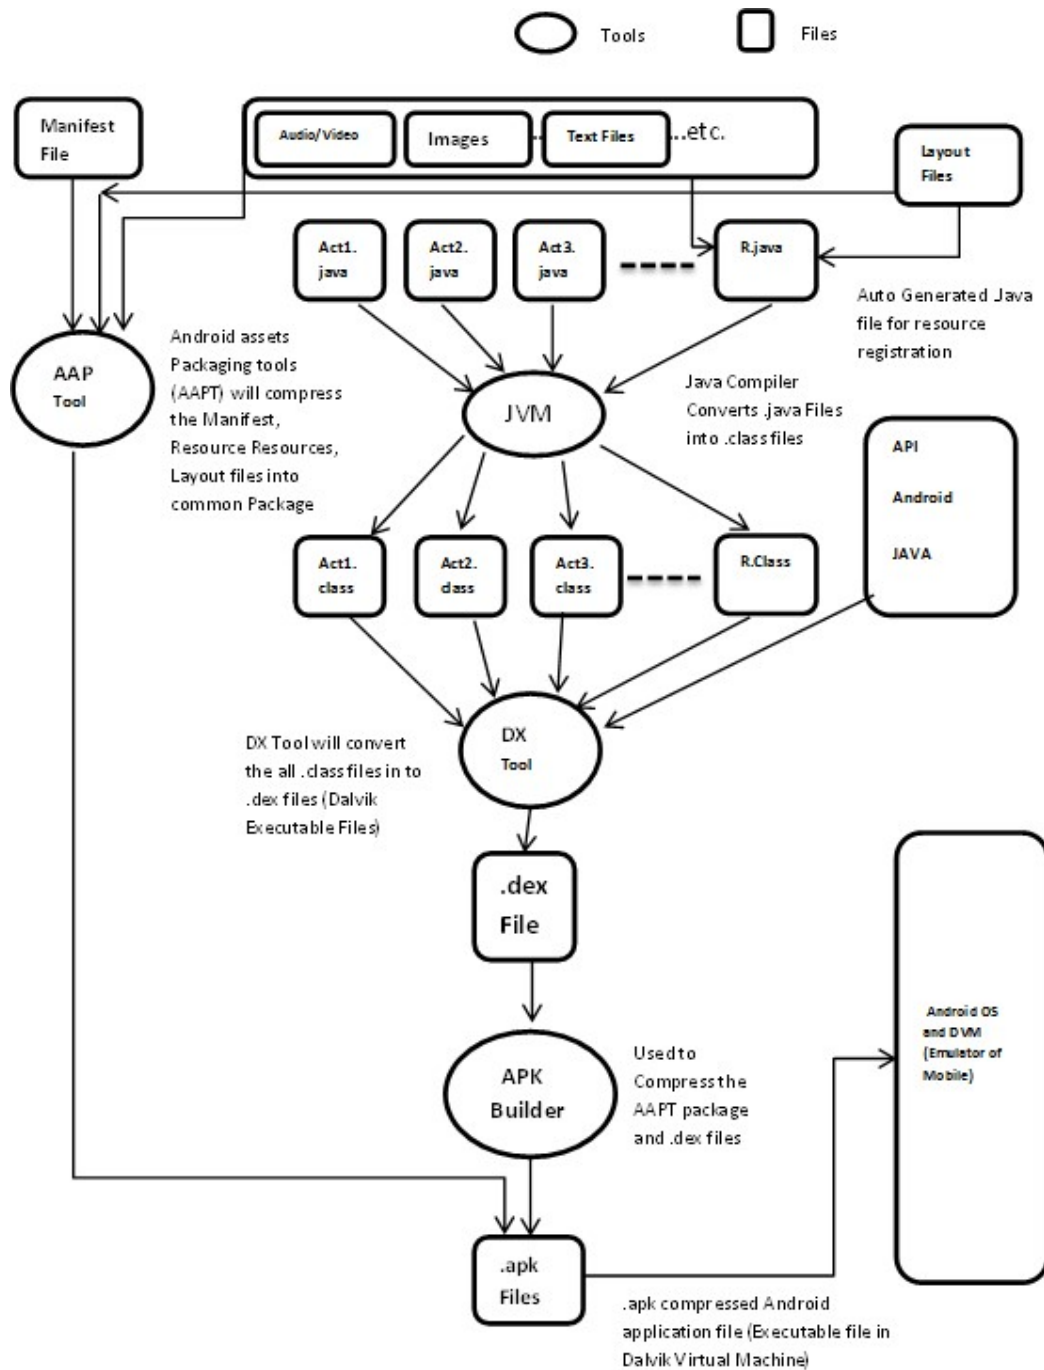 Tools
Files
Manifest
File
Audio/Video
Images
Text Files
...etc.
Layout
Files
Act1.
java
Act2.
java
Act3.
java
R.java
Auto Generated Java
file for resource
registration
AAP
Tool
Android assets
Packaging tools
(AAPT) will compress
the Manifest,
Resource Resources,
Layout files into
common Package
JVM
Java Compiler
Converts .java Files
into .class files
API
Android
JAVA
Act1.
class
Act2.
class
Act3.
class
R.Class
DX
Tool
DX Tool will convert
the all .class files in to
.dex files (Dalvik
Executable Files)
.dex
File
Android OS
and DVM
(Emulator of
Mobile)
APK
Builder
Used to
Compress the
AAPT package
and .dex files
.apk
Files
.apk compressed Android
application file (Executable file in
Dalvik Virtual Machine)